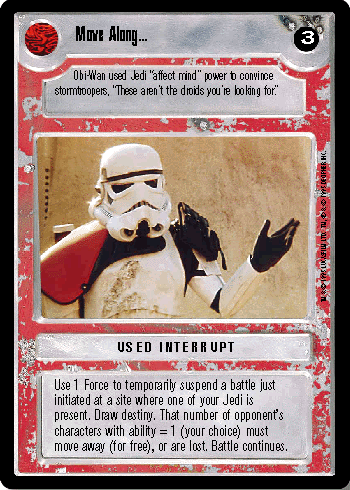 Move Along...
3
Obi-Wan used Jedi "affect mind" power to convince
stormtroopers, "These aren't the droids you're looking for."
USED INTERRUPT
Use 1 Force to temporarily suspend a battle just
initiated at a site where one of your Jedi is
present. Draw destiny. That number of opponent's
characters with ability = 1 (your choice) must
move away (for free), or are lost. Battle continues.